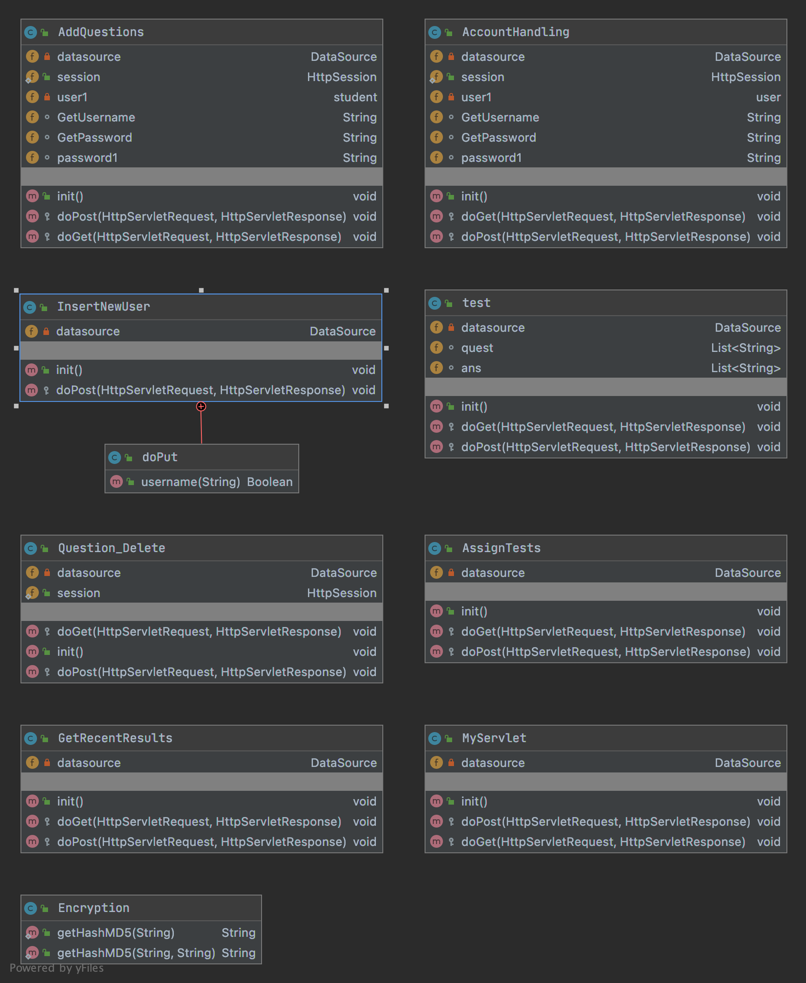 AddQuestions
datasource DataSource
session HttpSession
user1 student
GetUsername String
GetPassword String
password1 String
init() void
doPost(HttpServletRequest, HttpServletResponse) void
doGet(HttpServletRequest, HttpServletResponse) void
AccountHandling
datasource DataSource
session HttpSession
user1 user
GetUsername String
GetPassword String
password1 String
init() void
doGet(HttpServletRequest, HttpServletResponse) void
doPost(HttpServletRequest, HttpServletResponse) void
InsertNewUser
datasource DataSource
init() void
doPost(HttpServletRequest, HttpServletResponse) void
doPut
username(String) Boolean
test
datasource DataSource
quest List<String>
ans List<String>
init() void
doGet(HttpServletRequest, HttpServletResponse) void
doPost(HttpServletRequest, HttpServletResponse) void
Question_Delete
datasource DataSource
session HttpSession
doGet(HttpServletRequest, HttpServletResponse) void
init() void
doPost(HttpServletRequest, HttpServletResponse) void
AssignTests
datasource DataSource
init() void
doGet(HttpServletRequest, HttpServletResponse) void
doPost(HttpServletRequest, HttpServletResponse) void
GetRecentResults
datasource DataSource
init() void
doGet(HttpServletRequest, HttpServletResponse) void
doPost(HttpServletRequest, HttpServletResponse) void
MyServlet
datasource DataSource
init() void
doPost(HttpServletRequest, HttpServletResponse) void
doGet(HttpServletRequest, HttpServletResponse) void
Encryption
getHashMD5(String) String
getHashMD5(String, String) String
Powered by yFiles